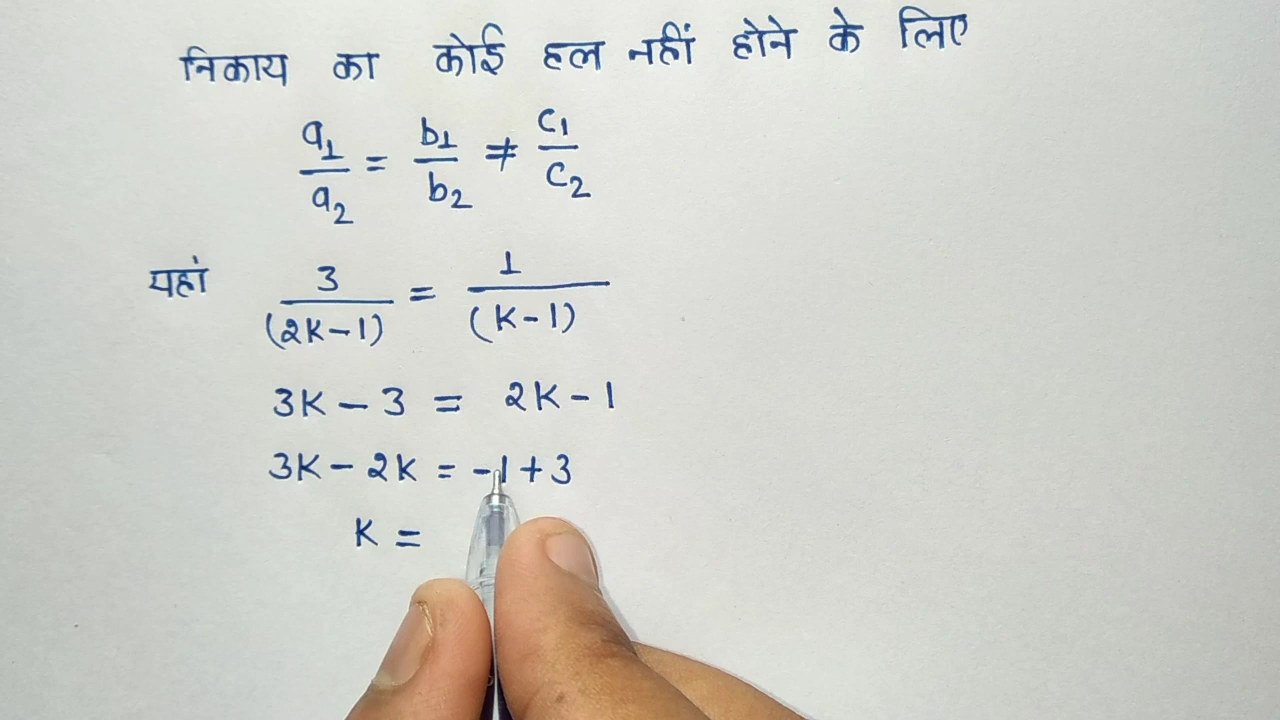 निकाय का कोई हल नहीं होने के लिए
a₁/a₂ = b₁/b₂ ≠ c₁/c₂
यहां 3/(2K-1) = 1/(K-1)
3K - 3 = 2K - 1
3K - 2K = -1 + 3
K =